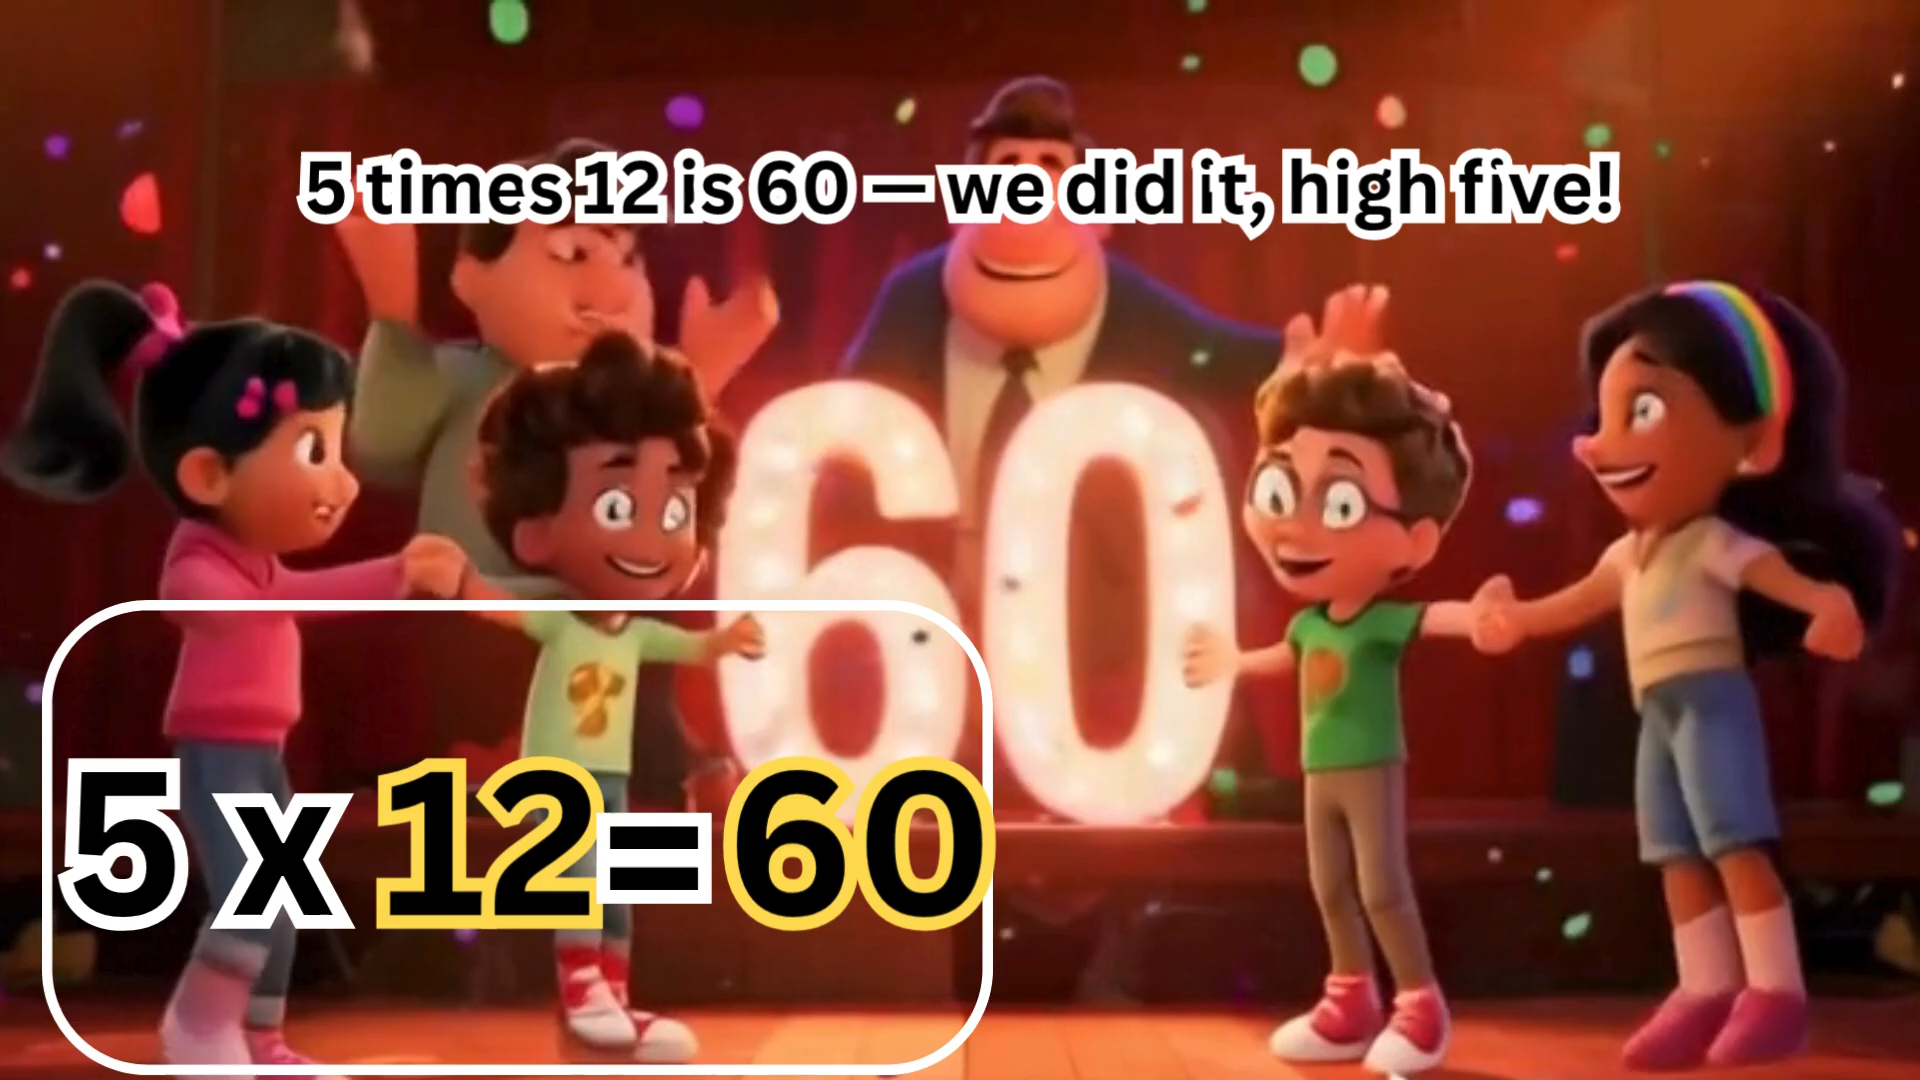 5 times 12 is 60 — we did it, high five!
60
5 x 12=60